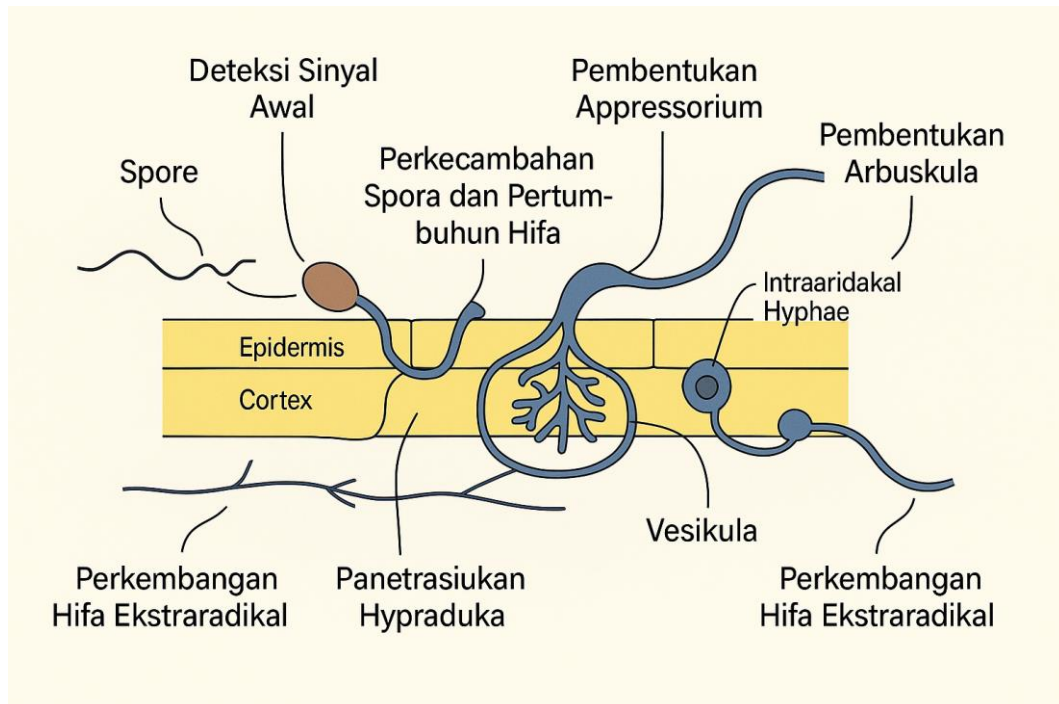 Deteksi Sinyal
Awal
Pembentukan
Appressorium
Pembentukan
Arbuskula
Spore
Perkecambahan
Spora dan Pertum-
buhun Hifa
Intraaridakal
Hyphae
Epidermis
Cortex
Vesikula
Perkembangan
Hifa Ekstraradikal
Panetrasiukan
Hypraduka
Perkembangan
Hifa Ekstraradikal